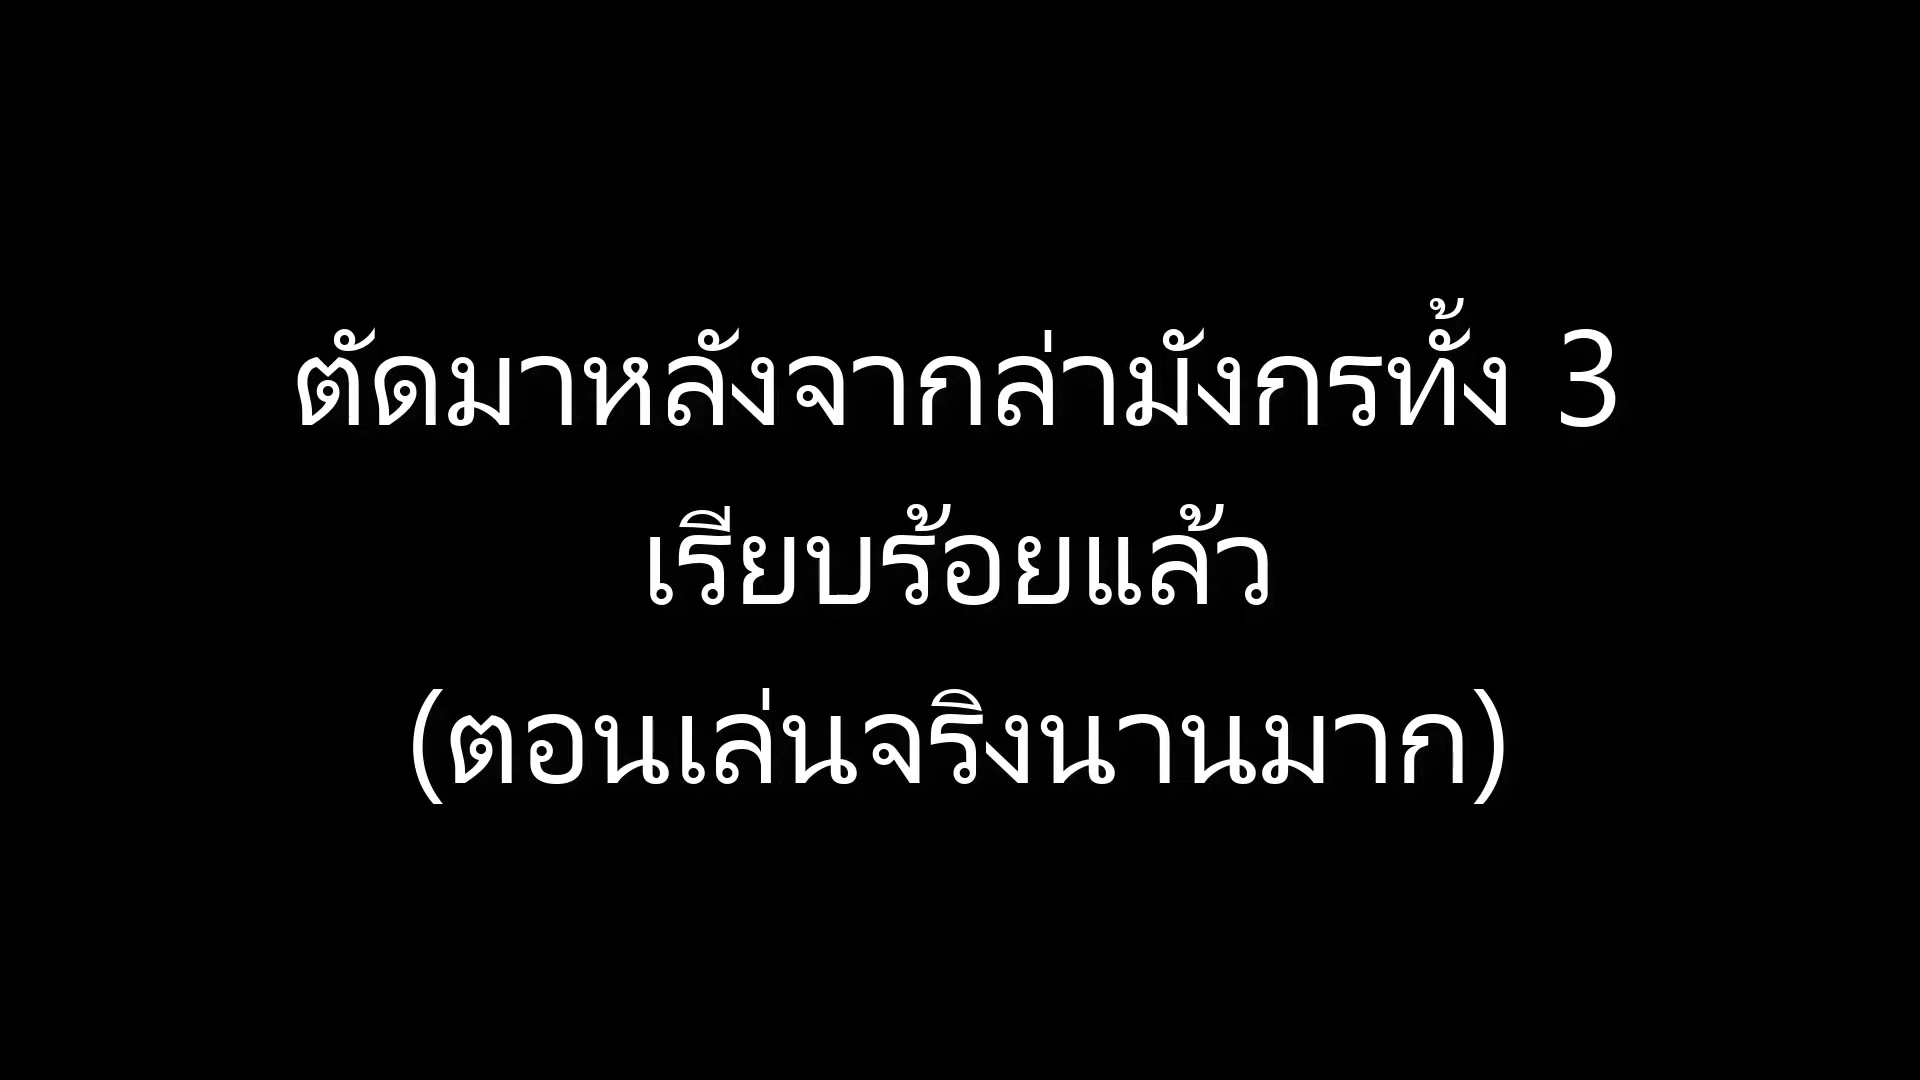 ตัดมาหลังจากล่ามังกรทั้ง 3
เรียบร้อยแล้ว
(ตอนเล่นจริงนานมาก)